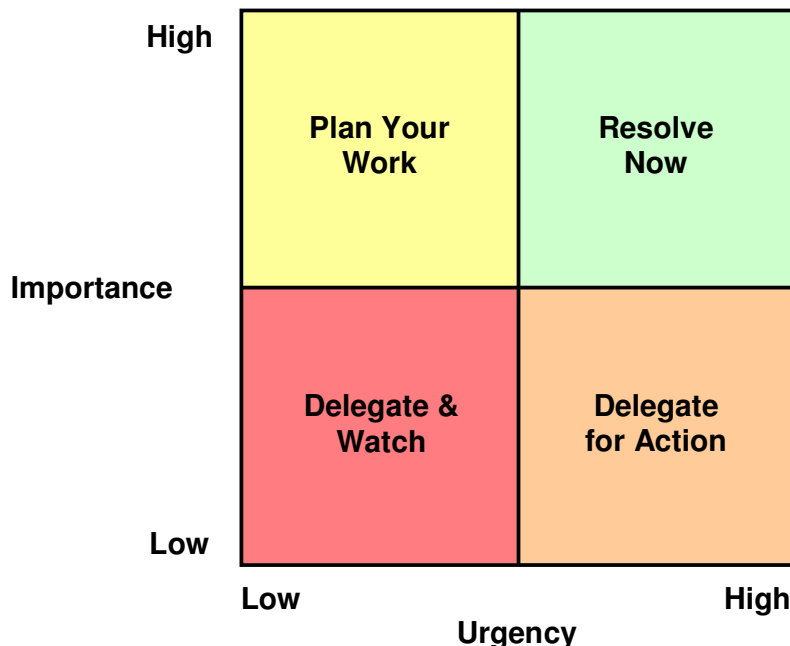 High
Plan Your
Work
Resolve
Now
Importance
Delegate &
Watch
Delegate
for Action
Low
Low
High
Urgency